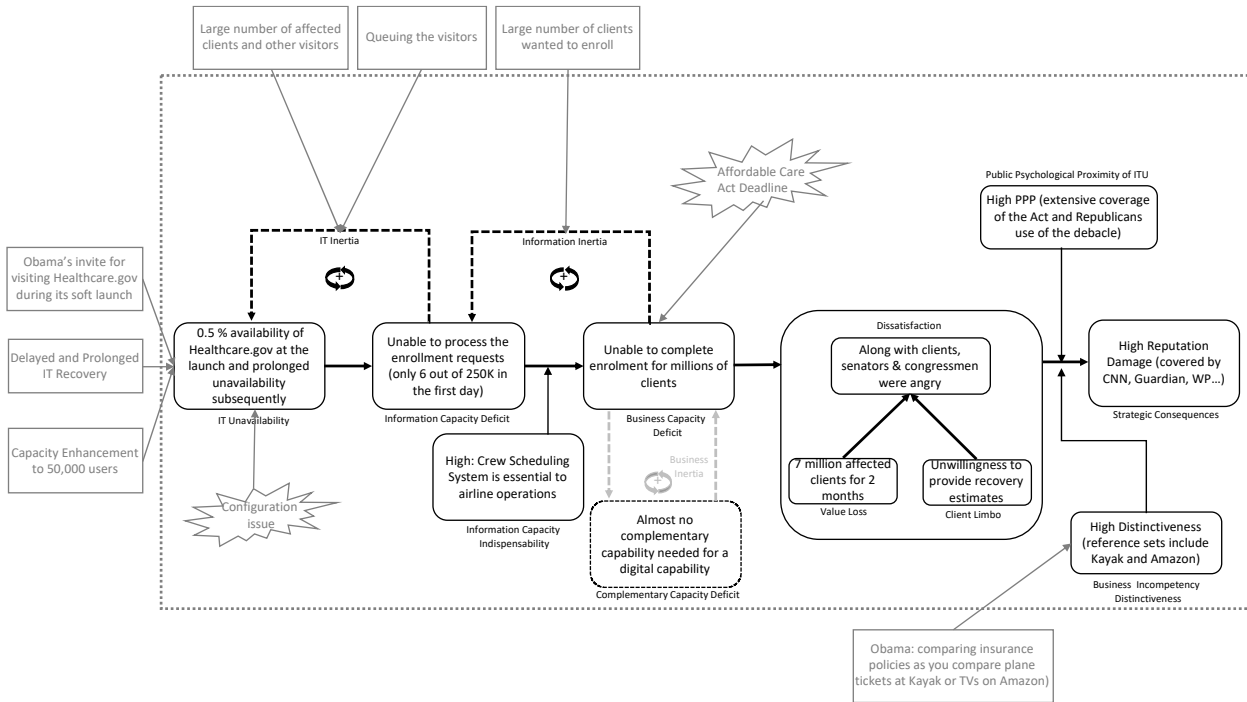 Large number of affected
clients and other visitors
Queuing the visitors
Large number of clients
wanted to enroll
Affordable Care
Act Deadline
Public Psychological Proximity of ITU
High PPP (extensive coverage
of the Act and Republicans
use of the debacle)
IT Inertia
+
Information Inertia
+
Obama's invite for
visiting Healthcare.gov
during its soft launch
Delayed and Prolonged
IT Recovery
Capacity Enhancement
to 50,000 users
0.5 % availability of
Healthcare.gov at the
launch and prolonged
unavailability
subsequently
IT Unavailability
Configuration
issue
Unable to process the
enrollment requests
(only 6 out of 250K in
the first day)
Information Capacity Deficit
High: Crew Scheduling
System is essential to
airline operations
Information Capacity
Indispensability
Unable to complete
enrolment for millions of
clients
Business Capacity
Deficit
Business
Inertia
+
Almost no
complementary
capability needed for a
digital capability
Complementary Capacity Deficit
Dissatisfaction
Along with clients,
senators & congressmen
were angry
7 million affected
clients for 2
months
Value Loss
Unwillingness to
provide recovery
estimates
Client Limbo
High Reputation
Damage (covered by
CNN, Guardian, WP…)
Strategic Consequences
High Distinctiveness
(reference sets include
Kayak and Amazon)
Business Incompetency
Distinctiveness
Obama: comparing insurance
policies as you compare plane
tickets at Kayak or TVs on Amazon)